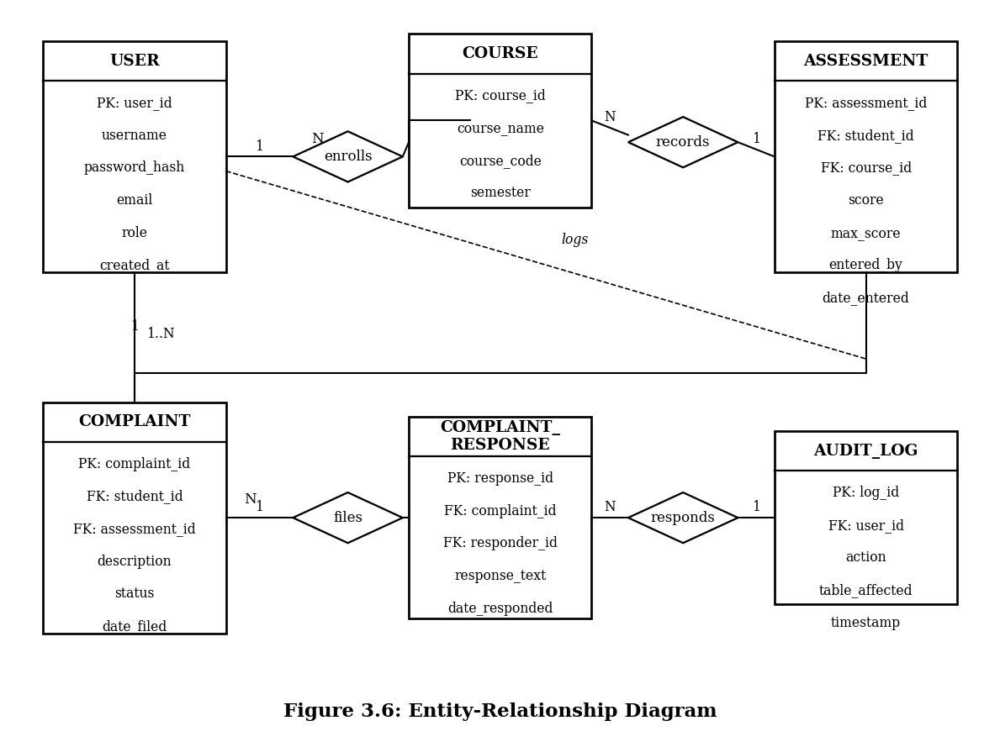 USER
PK: user_id
username
password_hash
email
role
created_at
1
N
enrolls
COURSE
PK: course_id
course_name
course_code
semester
N
records
1
ASSESSMENT
PK: assessment_id
FK: student_id
FK: course_id
score
max_score
entered_by
date_entered
logs
1
1..N
COMPLAINT
PK: complaint_id
FK: student_id
FK: assessment_id
description
status
date_filed
N
1
files
COMPLAINT_
RESPONSE
PK: response_id
FK: complaint_id
FK: responder_id
response_text
date_responded
N
responds
1
AUDIT_LOG
PK: log_id
FK: user_id
action
table_affected
timestamp
Figure 3.6: Entity-Relationship Diagram